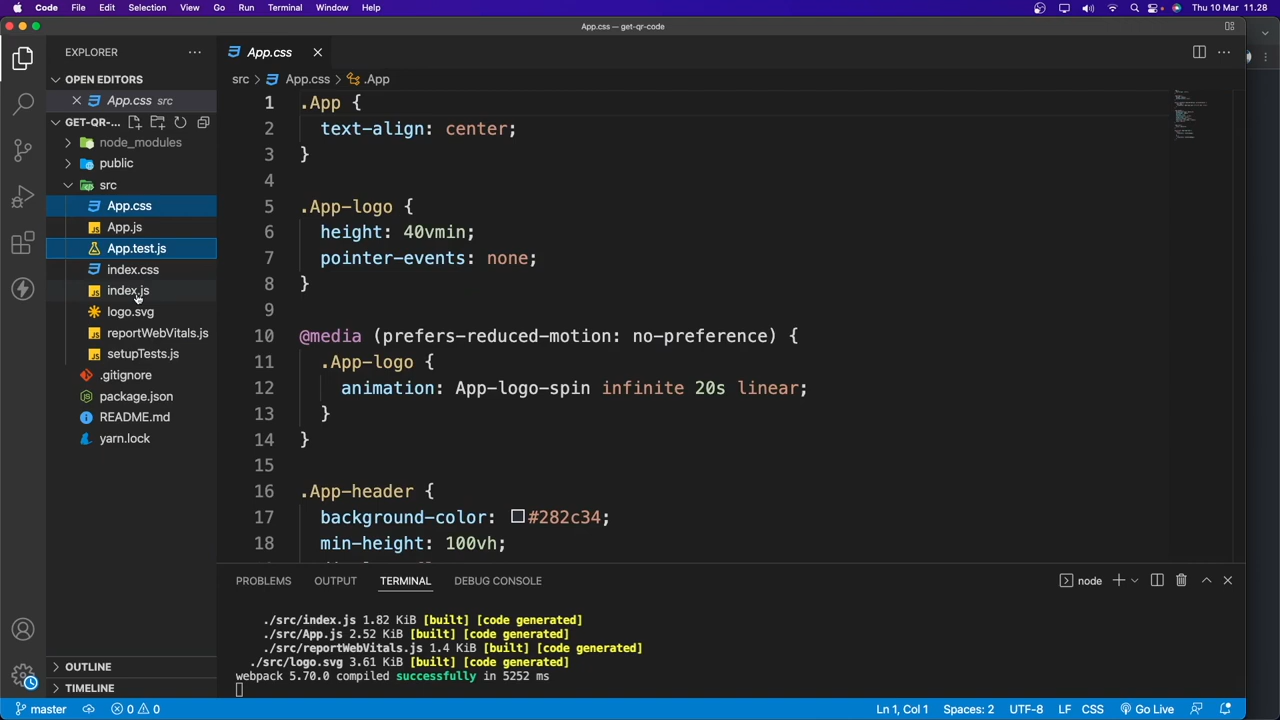 Code File Edit Selection View Go Run Terminal Window Help Thu 10 Mar 11.28
App.css — get-qr-code
EXPLORER
OPEN EDITORS
App.css src
GET-QR-...
node_modules
public
src
App.css
App.js
App.test.js
index.css
index.js
logo.svg
reportWebVitals.js
setupTests.js
.gitignore
package.json
README.md
yarn.lock
OUTLINE
TIMELINE
App.css
src > App.css > .App
1 .App {
2 text-align: center;
3 }
4
5 .App-logo {
6 height: 40vmin;
7 pointer-events: none;
8 }
9
10 @media (prefers-reduced-motion: no-preference) {
11 .App-logo {
12 animation: App-logo-spin infinite 20s linear;
13 }
14 }
15
16 .App-header {
17 background-color: #282c34;
18 min-height: 100vh;
PROBLEMS OUTPUT TERMINAL DEBUG CONSOLE node
./src/index.js 1.82 KiB [built] [code generated]
./src/App.js 2.52 KiB [built] [code generated]
./src/reportWebVitals.js 1.4 KiB [built] [code generated]
./src/logo.svg 3.61 KiB [built] [code generated]
webpack 5.70.0 compiled successfully in 5252 ms
master 0 0 Ln 1, Col 1 Spaces: 2 UTF-8 LF CSS Go Live